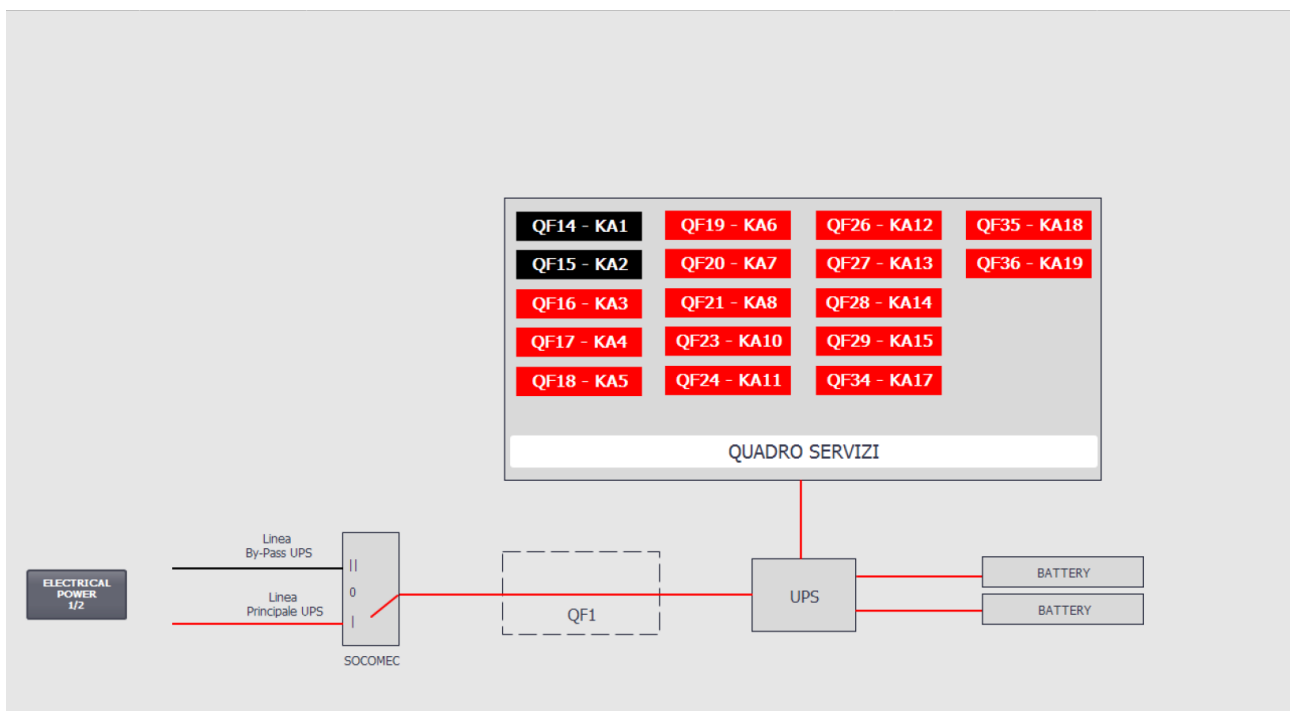 QF14 - KA1 QF19 - KA6 QF26 - KA12 QF35 - KA18
QF15 - KA2 QF20 - KA7 QF27 - KA13 QF36 - KA19
QF16 - KA3 QF21 - KA8 QF28 - KA14
QF17 - KA4 QF23 - KA10 QF29 - KA15
QF18 - KA5 QF24 - KA11 QF34 - KA17
QUADRO SERVIZI
Linea
By-Pass UPS
||
ELECTRICAL
POWER
1/2
0
Linea
Principale UPS
|
SOCOMEC
QF1
UPS
BATTERY
BATTERY